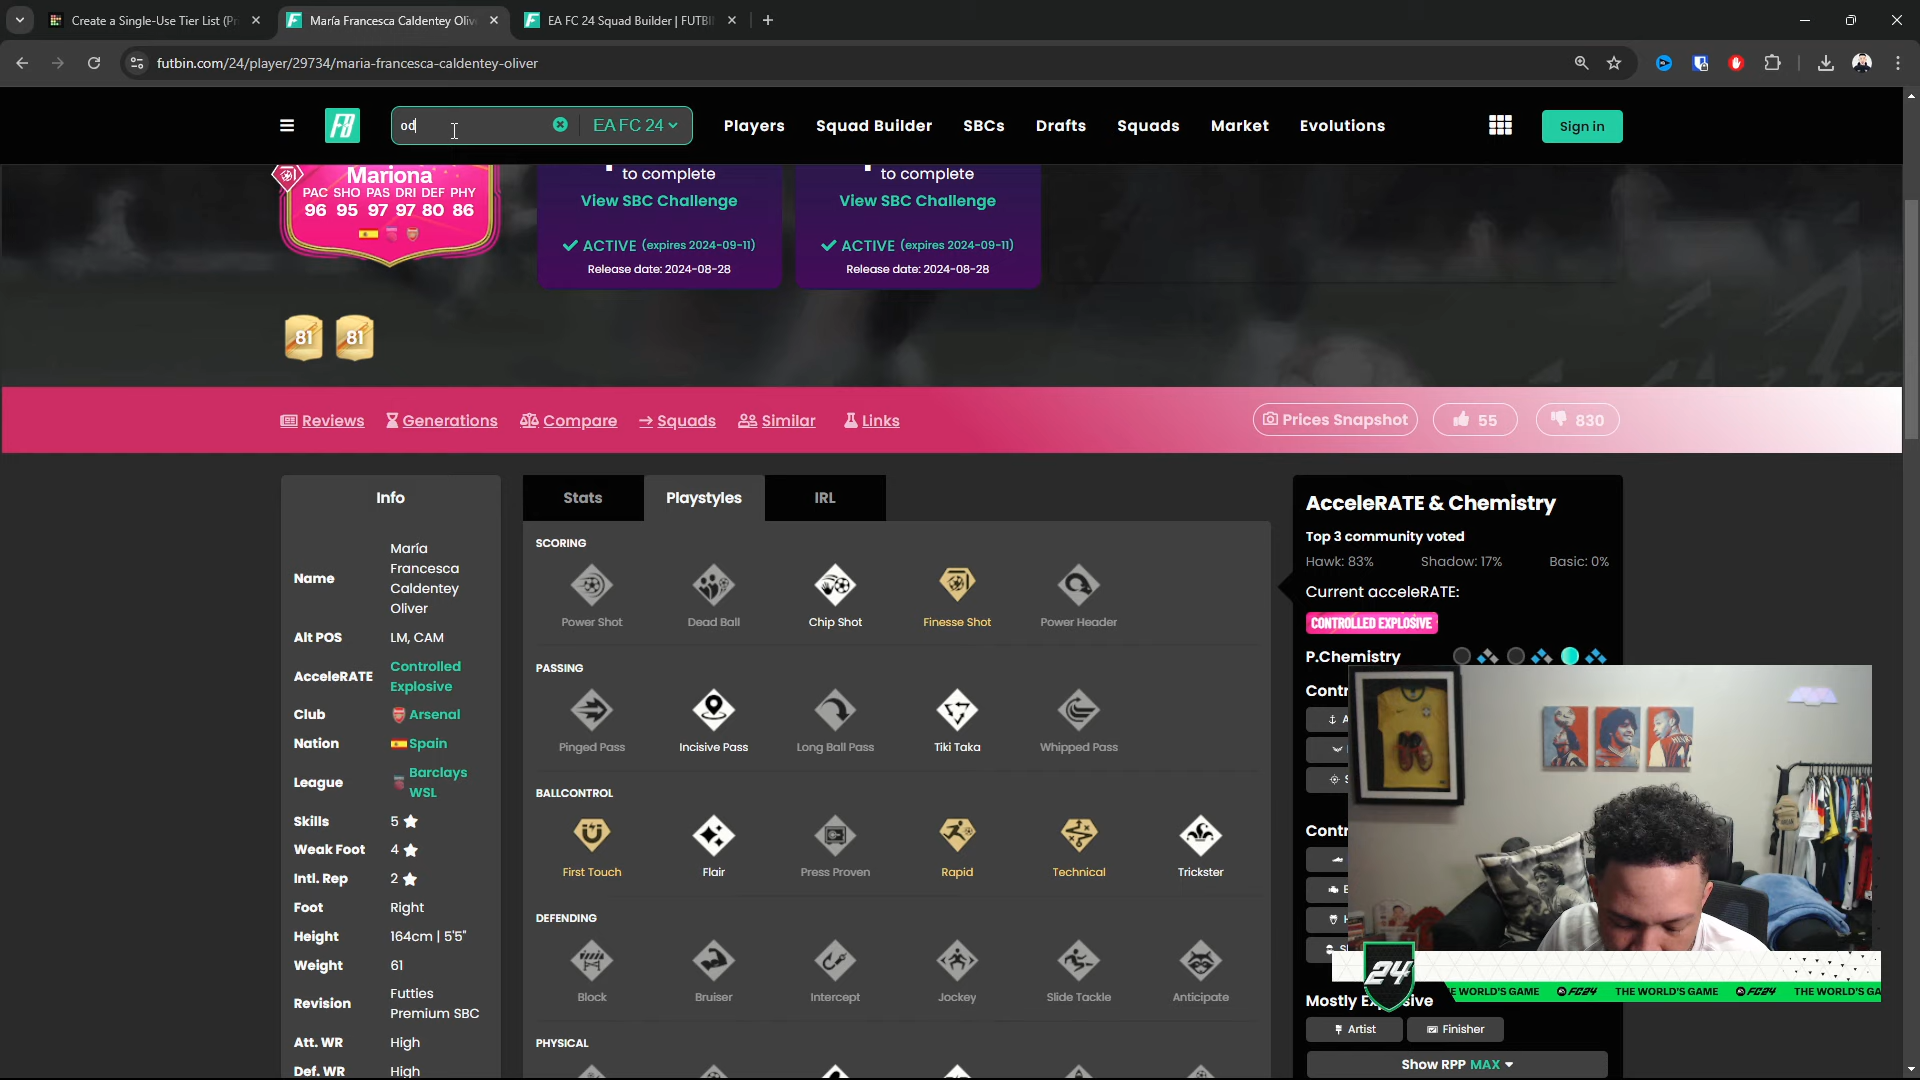 Create a Single-Use Tier List (Pr
María Francesca Caldentey Oliv
EA FC 24 Squad Builder | FUTBI
futbin.com/24/player/29734/maria-francesca-caldentey-oliver
od
EA FC 24
Players
Squad Builder
SBCs
Drafts
Squads
Market
Evolutions
Sign in
Mariona
PAC SHO PAS DRI DEF PHY
96 95 97 97 80 86
to complete
View SBC Challenge
ACTIVE (expires 2024-09-11)
Release date: 2024-08-28
to complete
View SBC Challenge
ACTIVE (expires 2024-09-11)
Release date: 2024-08-28
81
81
Reviews
Generations
Compare
Squads
Similar
Links
Prices Snapshot
55
830
Info
Name
María
Francesca
Caldentey
Oliver
Alt POS
LM, CAM
AcceleRATE
Controlled
Explosive
Club
Arsenal
Nation
Spain
League
Barclays
WSL
Skills
5
Weak Foot
4
Intl. Rep
2
Foot
Right
Height
164cm | 5'5"
Weight
61
Revision
Futties
Premium SBC
Att. WR
High
Def. WR
High
Stats
Playstyles
IRL
SCORING
Power Shot
Dead Ball
Chip Shot
Finesse Shot
Power Header
PASSING
Pinged Pass
Incisive Pass
Long Ball Pass
Tiki Taka
Whipped Pass
BALLCONTROL
First Touch
Flair
Press Proven
Rapid
Technical
Trickster
DEFENDING
Block
Bruiser
Intercept
Jockey
Slide Tackle
Anticipate
PHYSICAL
AcceleRATE & Chemistry
Top 3 community voted
Hawk: 83%
Shadow: 17%
Basic: 0%
Current acceleRATE:
CONTROLLED EXPLOSIVE
P.Chemistry
Contr
Contr
24
E WORLD'S GAME
FC24
THE WORLD'S GAME
FC24
THE WORLD'S GA
Mostly Ex
sive
Artist
Finisher
Show RPP MAX